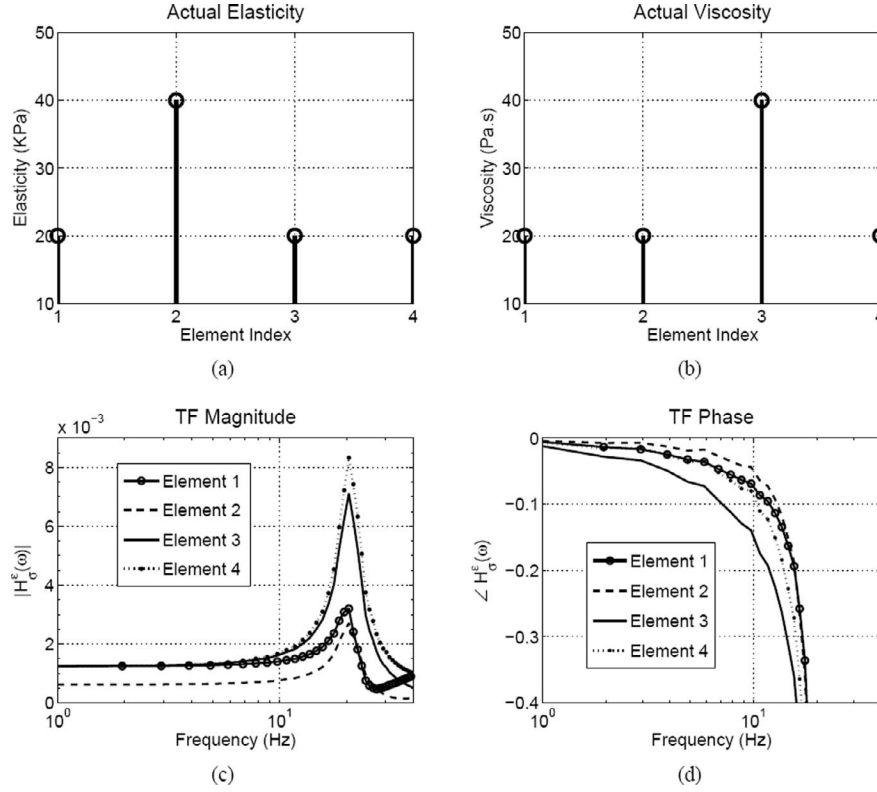 Actual Elasticity
50
40
30
20
10
Elasticity (KPa)
1 2 3 4
Element Index
(a)
Actual Viscosity
50
40
30
20
10
Viscosity (Pa.s)
1 2 3 4
Element Index
(b)
x 10⁻³
TF Magnitude
8
6
4
2
0
|H^ε_σ(ω)|
Element 1
Element 2
Element 3
Element 4
10⁰ 10¹
Frequency (Hz)
(c)
TF Phase
0
−0.1
−0.2
−0.3
−0.4
∠ H^ε_σ(ω)
Element 1
Element 2
Element 3
Element 4
10⁰ 10¹
Frequency (Hz)
(d)